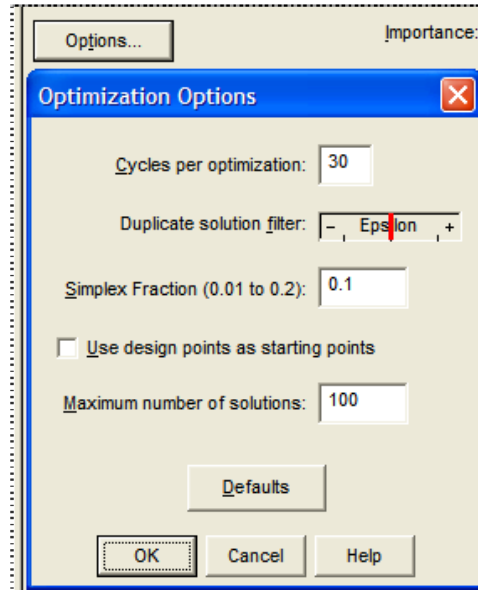 Options...
Importance:
Optimization Options
Cycles per optimization: 30
Duplicate solution filter: - Epsilon +
Simplex Fraction (0.01 to 0.2): 0.1
Use design points as starting points
Maximum number of solutions: 100
Defaults
OK Cancel Help